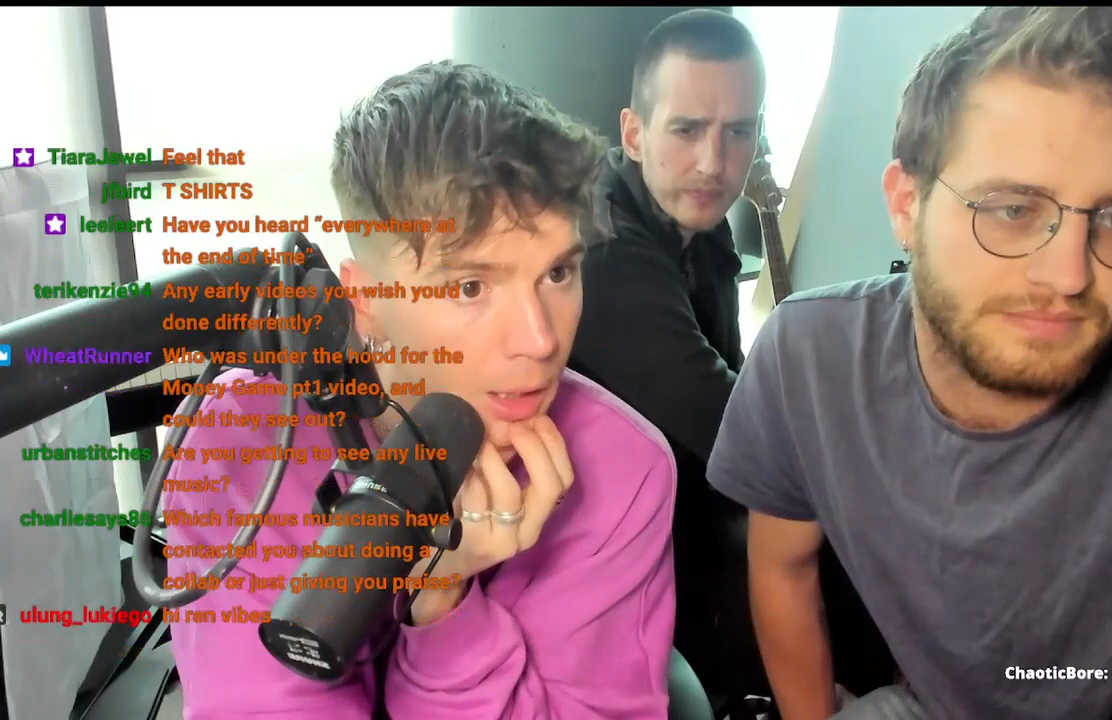 TiaraJewel Feel that
jfbird T SHIRTS
leeleert Have you heard “everywhere at
the end of time”
terikenzie94 Any early videos you wish you'd
done differently?
WheatRunner Who was under the hood for the
Money Game pt1 video, and
could they see out?
urbanstitches Are you getting to see any live
music?
charliesays86 Which famous musicians have
contacted you about doing a
collab or just giving you praise?
ulung_lukiego hi ren vibes
SHURE
ChaoticBore: